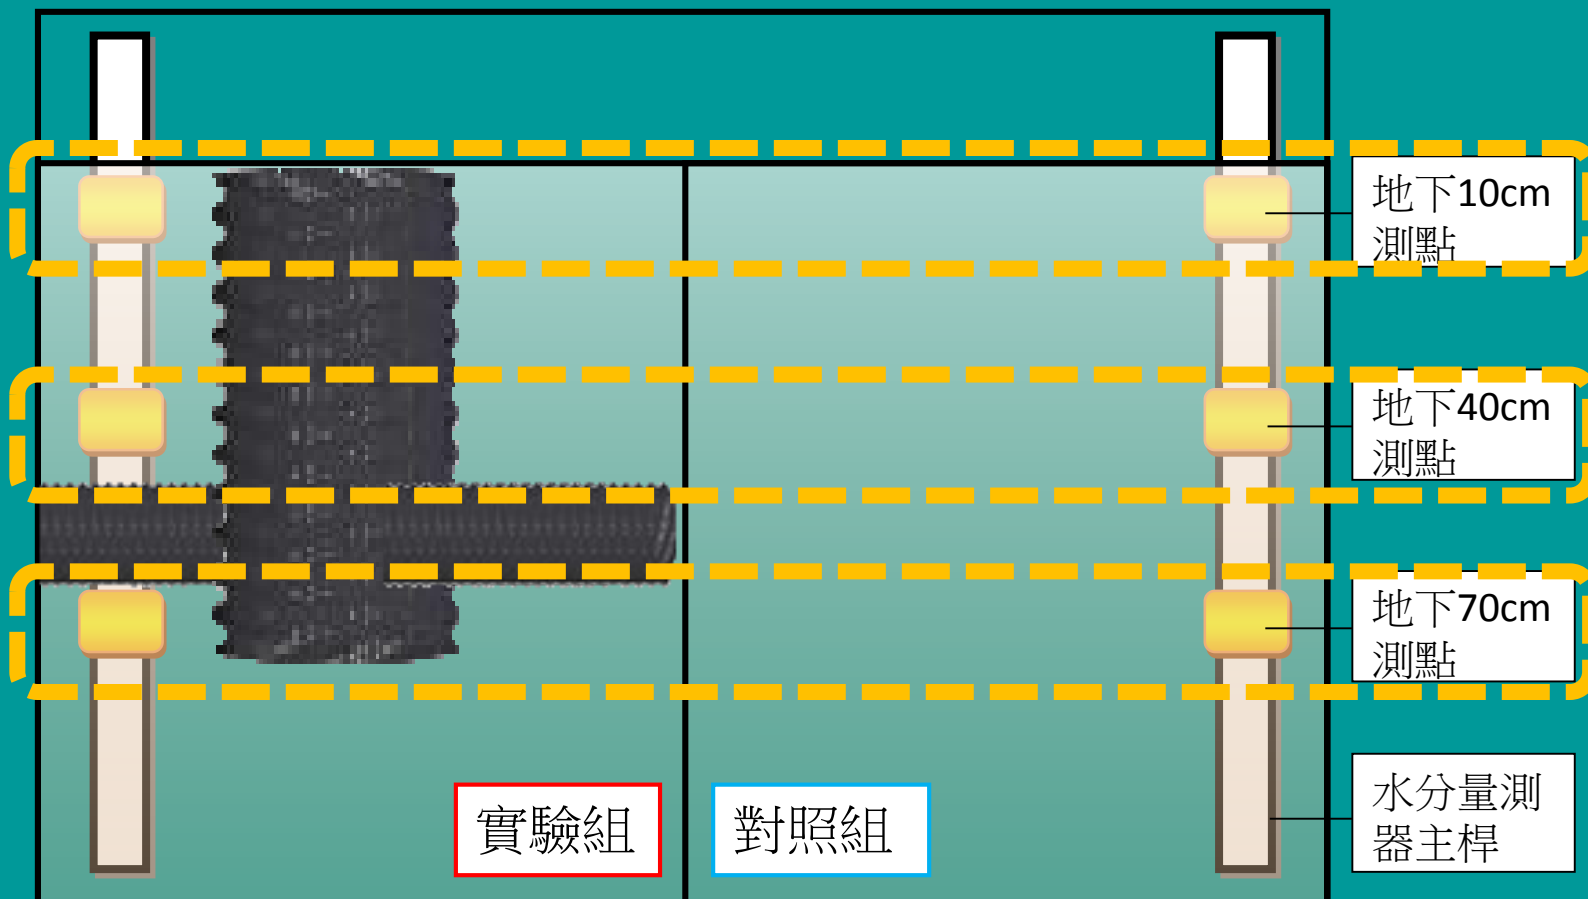 地下10cm
測點
地下40cm
測點
地下70cm
測點
實驗組
對照組
水分量測
器主桿